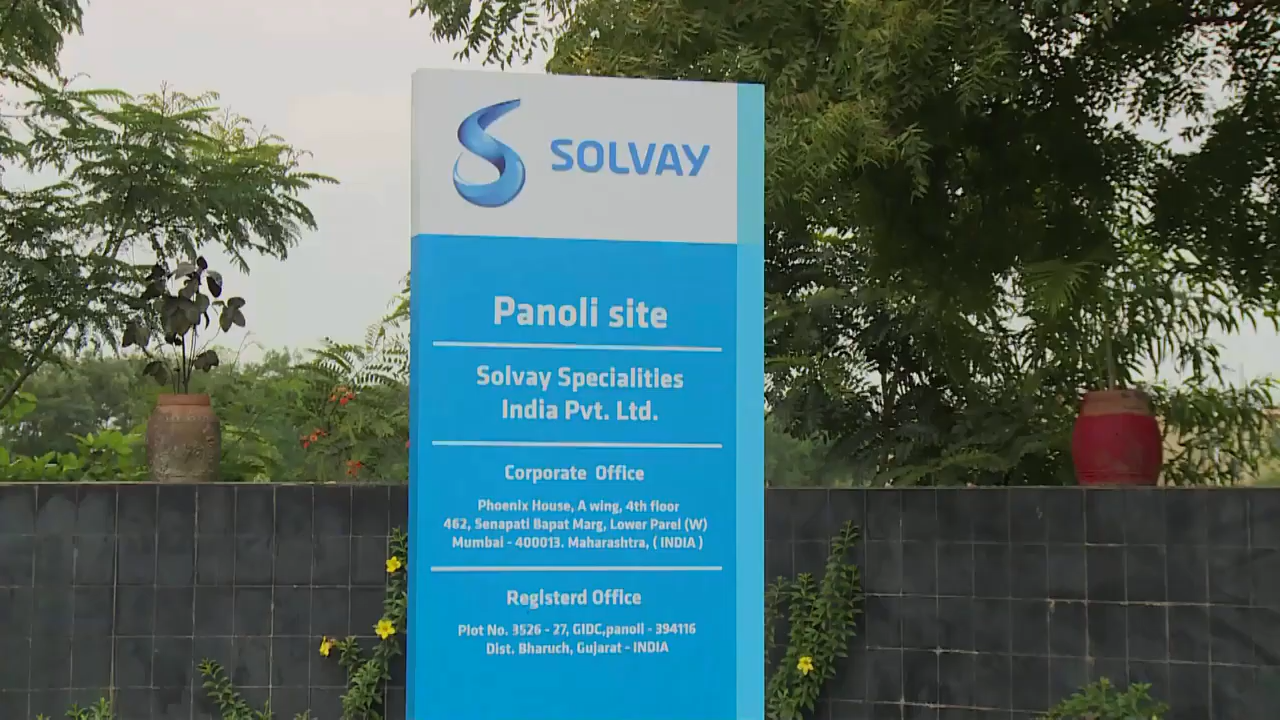 SOLVAY
Panoli site
Solvay Specialities
India Pvt. Ltd.
Corporate Office
Phoenix House, A wing, 4th floor
462, Senapati Bapat Marg, Lower Parel (W)
Mumbai - 400013. Maharashtra, ( INDIA )
Registerd Office
Plot No. 3526 - 27, GIDC,panoli - 394116
Dist. Bharuch, Gujarat - INDIA